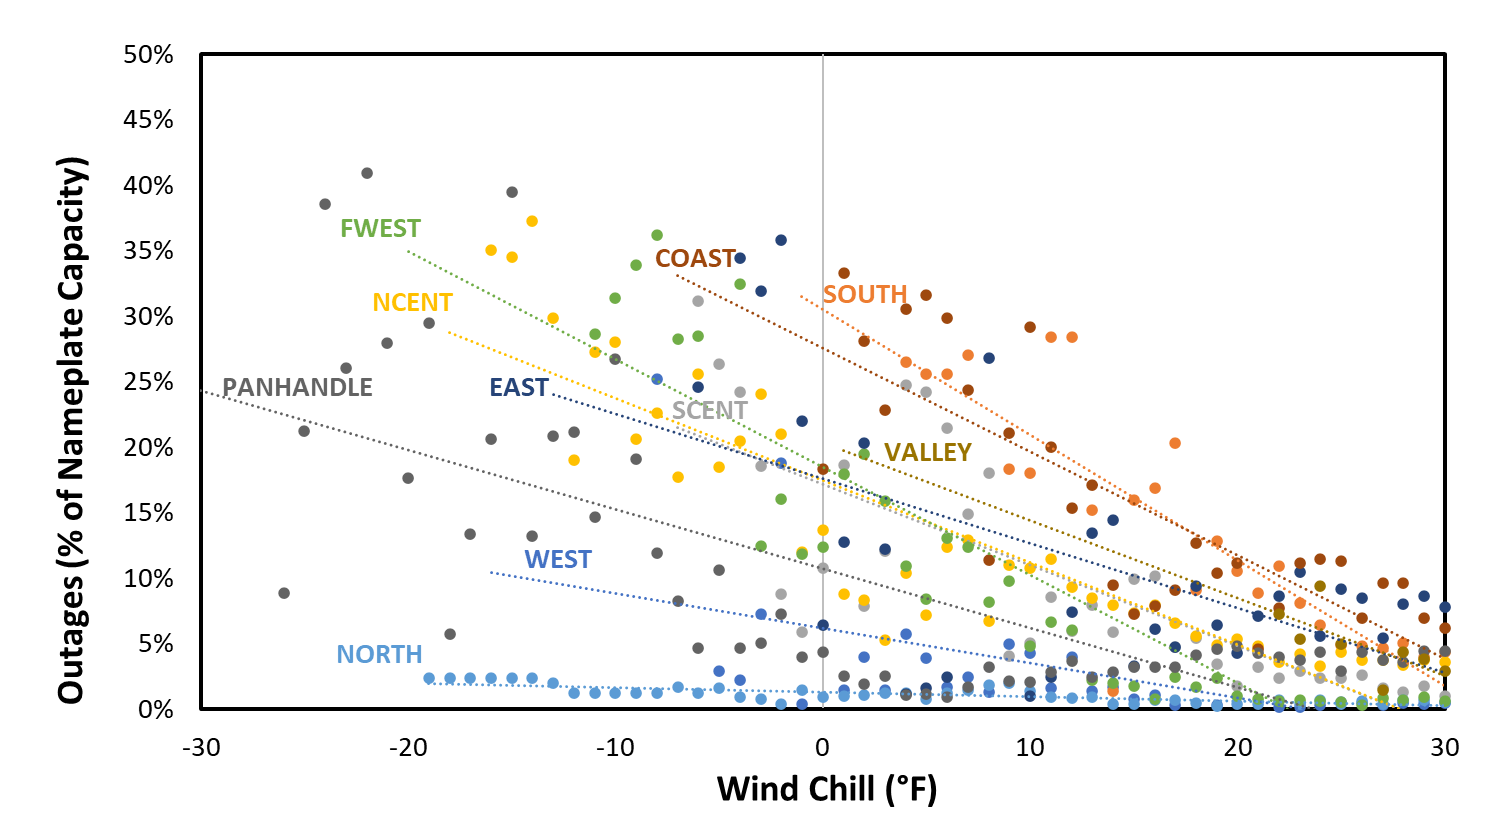 50%
45%
40%
35%
30%
25%
20%
15%
10%
5%
0%
Outages (% of Nameplate Capacity)
FWEST
COAST
SOUTH
NCENT
PANHANDLE
EAST
SCENT
VALLEY
WEST
NORTH
-30
-20
-10
0
10
20
30
Wind Chill (°F)